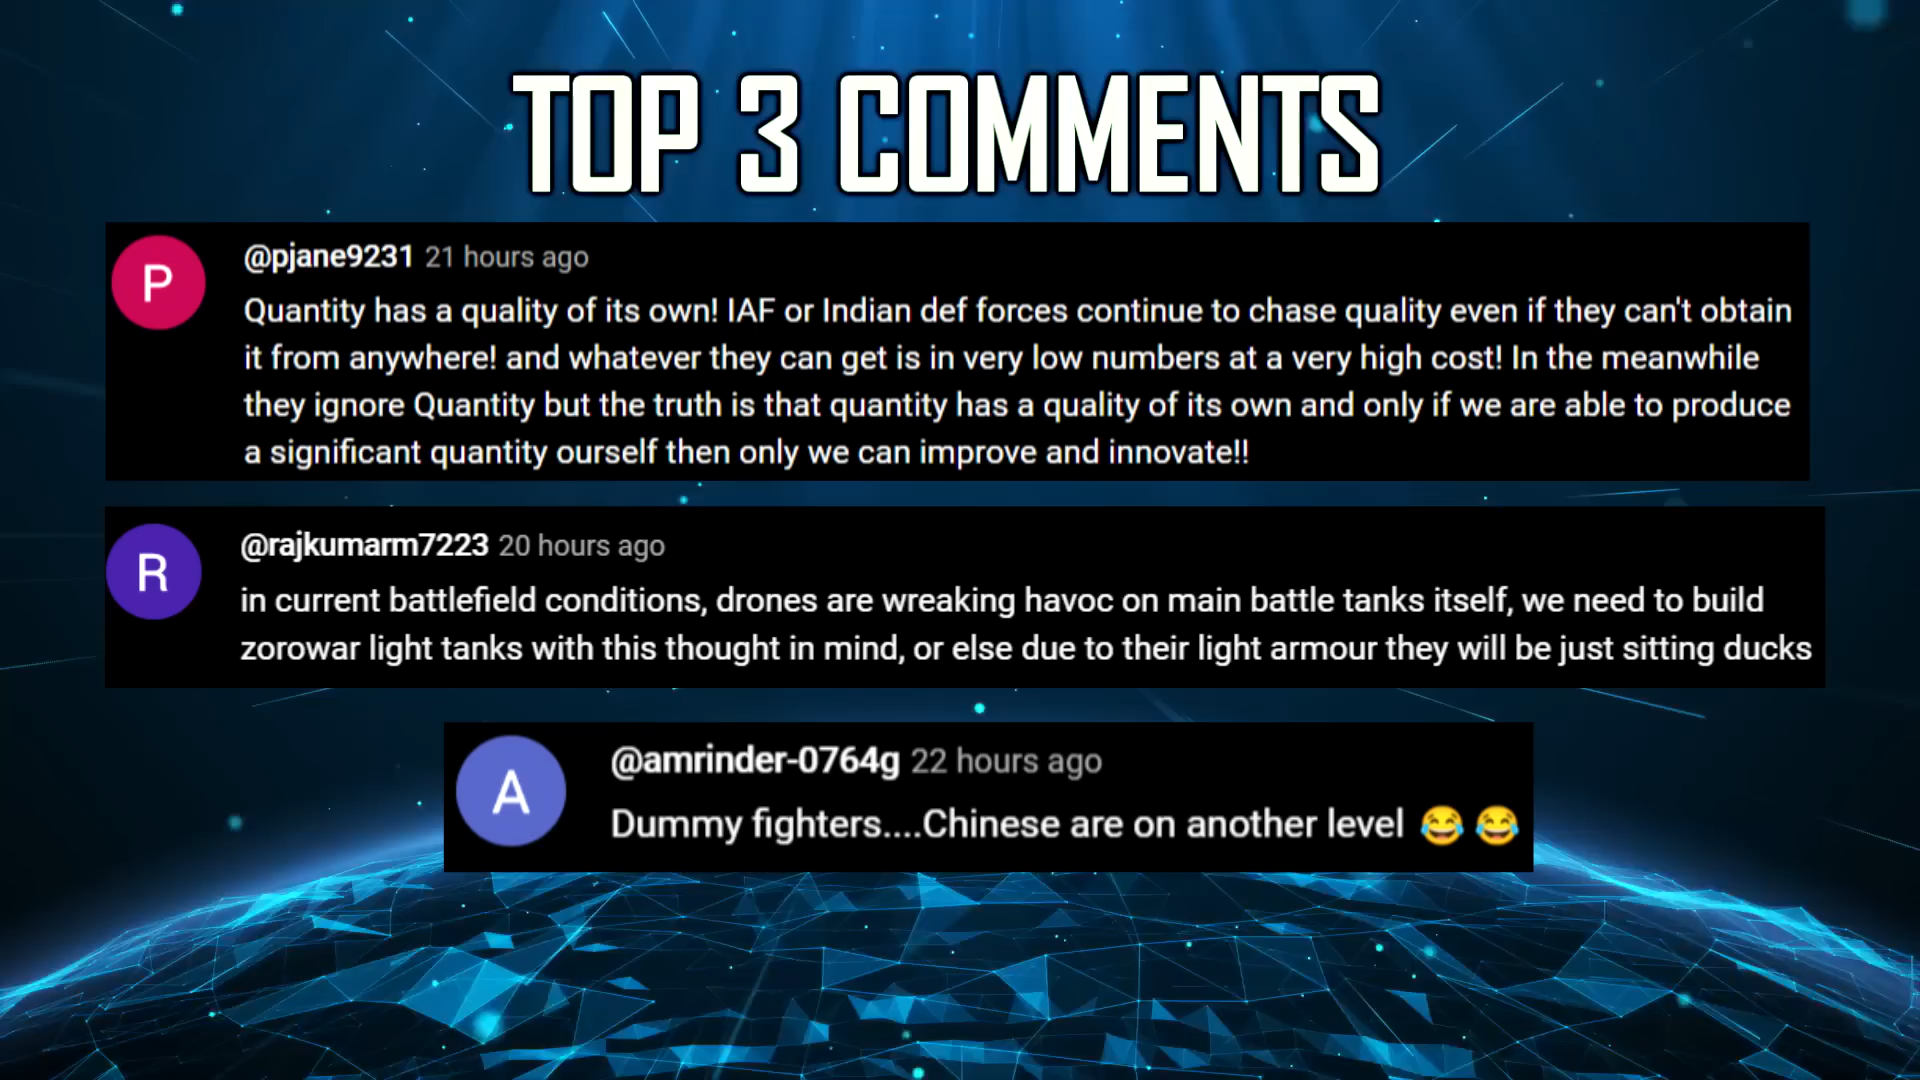 TOP 3 COMMENTS
P
@pjane9231 21 hours ago
Quantity has a quality of its own! IAF or Indian def forces continue to chase quality even if they can't obtain
it from anywhere! and whatever they can get is in very low numbers at a very high cost! In the meanwhile
they ignore Quantity but the truth is that quantity has a quality of its own and only if we are able to produce
a significant quantity ourself then only we can improve and innovate!!
R
@rajkumarm7223 20 hours ago
in current battlefield conditions, drones are wreaking havoc on main battle tanks itself, we need to build
zorowar light tanks with this thought in mind, or else due to their light armour they will be just sitting ducks
A
@amrinder-0764g 22 hours ago
Dummy fighters....Chinese are on another level 😂 😂